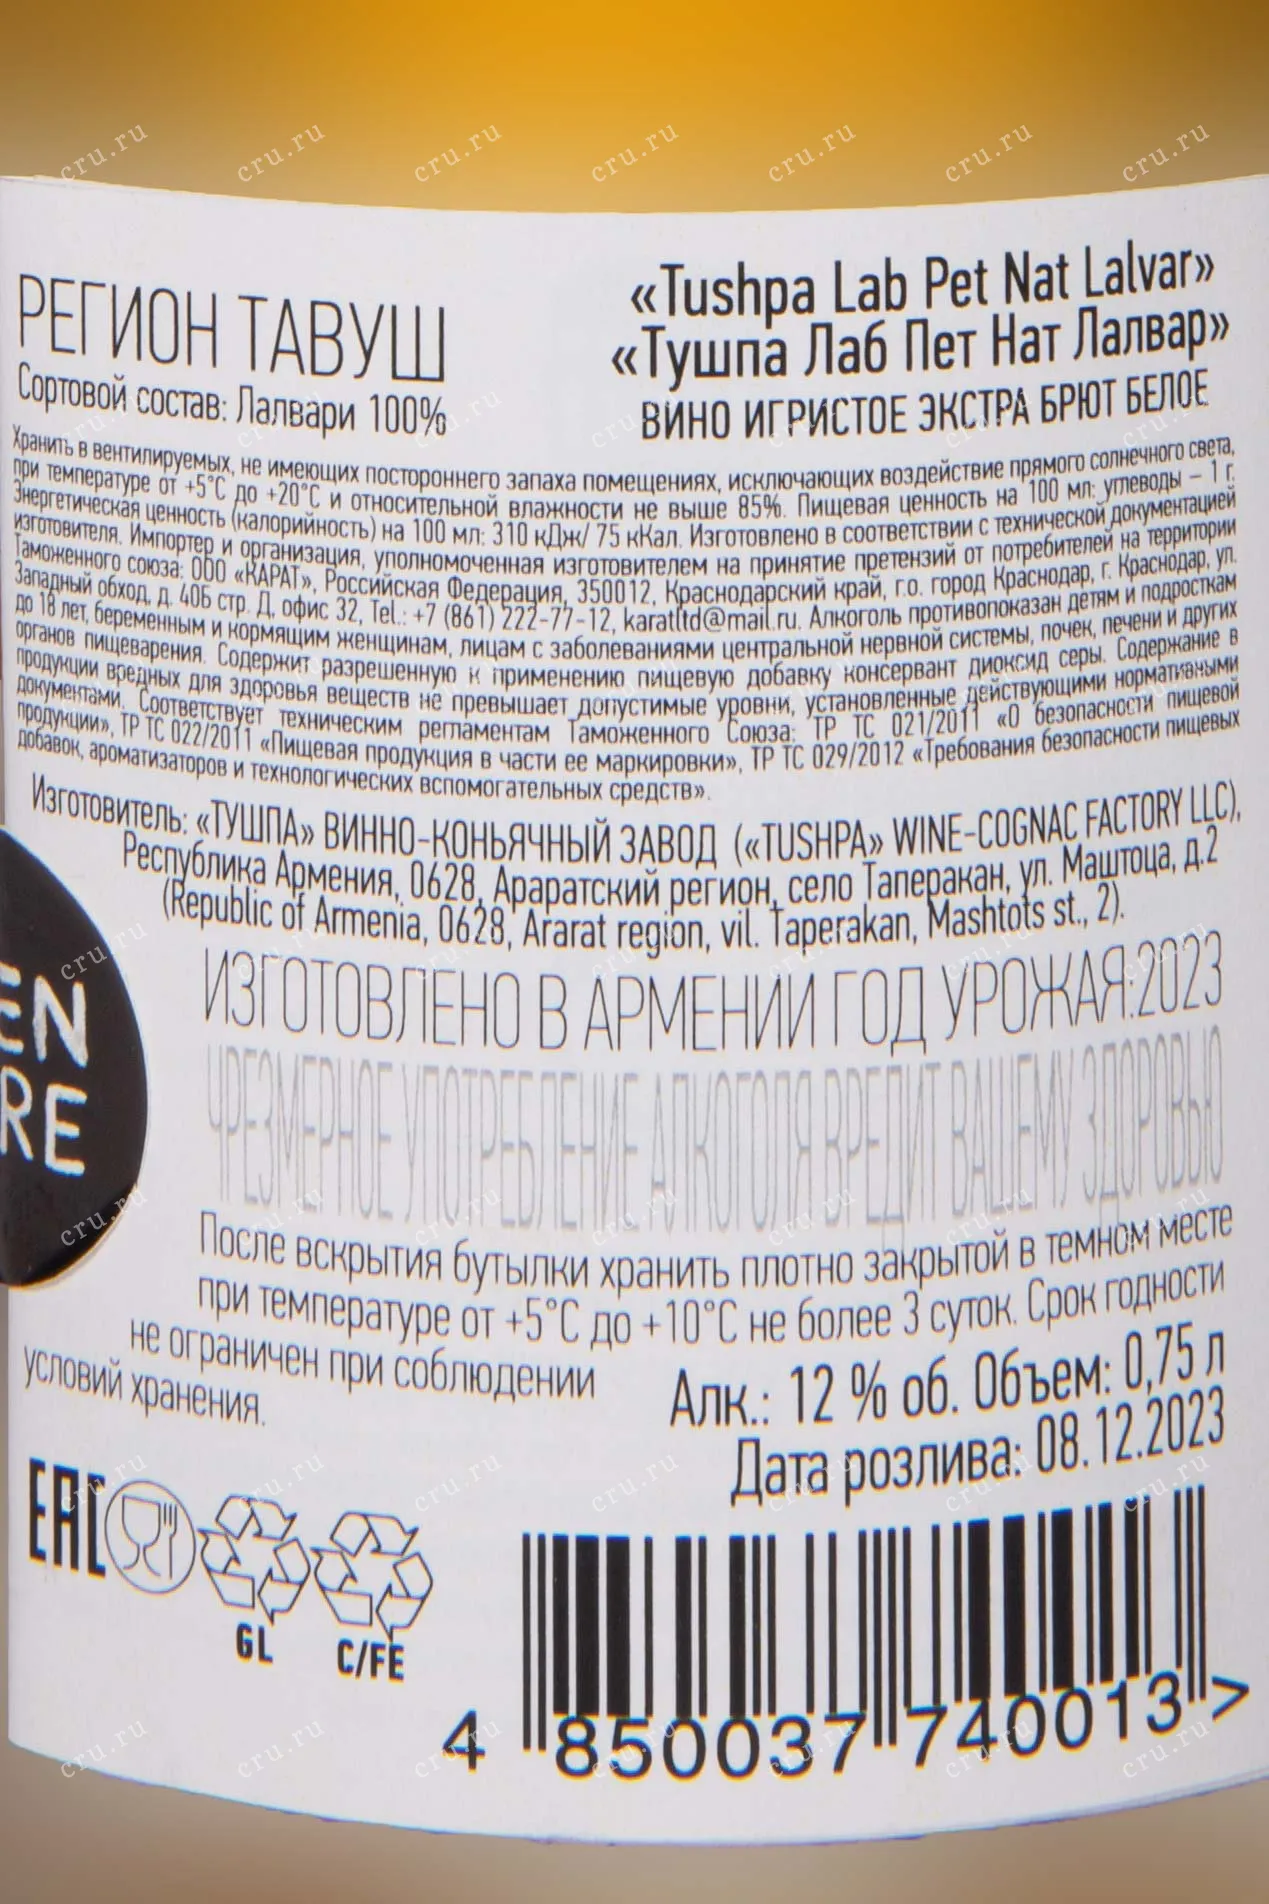 РЕГИОН ТАВУШ
Сортовой состав: Лалвари 100%
«Tushpa Lab Pet Nat Lalvar»
«Тушпа Лаб Пет Нат Лалвар»
ВИНО ИГРИСТОЕ ЭКСТРА БРЮТ БЕЛОЕ
Хранить в вентилируемых, не имеющих постороннего запаха помещениях, исключающих воздействие прямого солнечного света,
при температуре от +5°C до +20°C и относительной влажности не выше 85%. Пищевая ценность на 100 мл: углеводы – 1 г.
Энергетическая ценность (калорийность) на 100 мл: 310 кДж/ 75 кКал. Изготовлено в соответствии с технической документацией
изготовителя. Импортер и организация, уполномоченная изготовителем на принятие претензий от потребителей на территории
Таможенного союза: ООО «КАРАТ», Российская Федерация, 350012, Краснодарский край, г.о. город Краснодар, г. Краснодар, ул.
Западный обход, д. 40Б стр. Д, офис 32, Tel.: +7 (861) 222-77-12, karatltd@mail.ru. Алкоголь противопоказан детям и подросткам
до 18 лет, беременным и кормящим женщинам, лицам с заболеваниями центральной нервной системы, почек, печени и других
органов пищеварения. Содержит разрешенную к применению пищевую добавку консервант диоксид серы. Содержание в
продукции вредных для здоровья веществ не превышает допустимые уровни, установленные действующими нормативными
документами. Соответствует техническим регламентам Таможенного Союза: ТР ТС 021/2011 «О безопасности пищевой
продукции», ТР ТС 022/2011 «Пищевая продукция в части ее маркировки», ТР ТС 029/2012 «Требования безопасности пищевых
добавок, ароматизаторов и технологических вспомогательных средств».
Изготовитель: «ТУШПА» ВИННО-КОНЬЯЧНЫЙ ЗАВОД («TUSHPA» WINE-COGNAC FACTORY LLC),
Республика Армения, 0628, Араратский регион, село Таперакан, ул. Маштоца, д.2
(Republic of Armenia, 0628, Ararat region, vil. Taperakan, Mashtots st., 2).
ИЗГОТОВЛЕНО В АРМЕНИИ ГОД УРОЖАЯ:2023
ЧРЕЗМЕРНОЕ УПОТРЕБЛЕНИЕ АЛКОГОЛЯ ВРЕДИТ ВАШЕМУ ЗДОРОВЬЮ
EN
RE
После вскрытия бутылки хранить плотно закрытой в темном месте
при температуре от +5°C до +10°C не более 3 суток. Срок годности
не ограничен при соблюдении
условий хранения.
Алк.: 12 % об. Объем: 0,75 л
Дата розлива: 08.12.2023
EAC
GL
C/FE
4 850037 740013 >
cru.ru